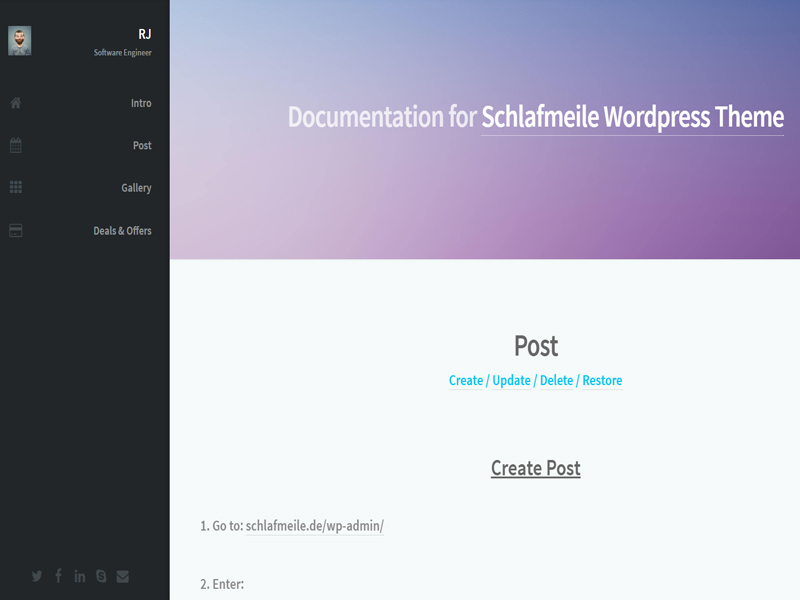 RJ
Software Engineer
Intro
Post
Gallery
Deals & Offers
Documentation for Schlafmeile Wordpress Theme
Post
Create / Update / Delete / Restore
Create Post
1. Go to: schlafmeile.de/wp-admin/
2. Enter: